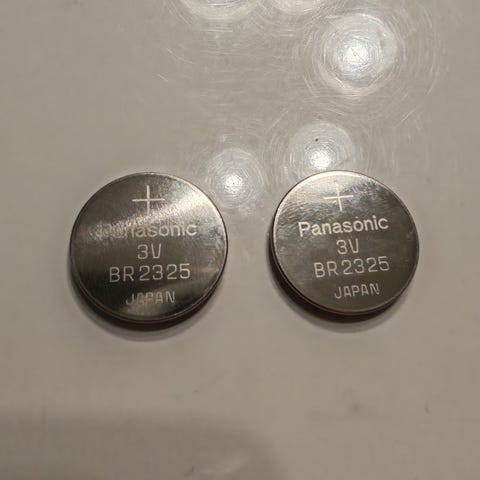 +
Panasonic
3V
BR2325
JAPAN
+
Panasonic
3V
BR2325
JAPAN